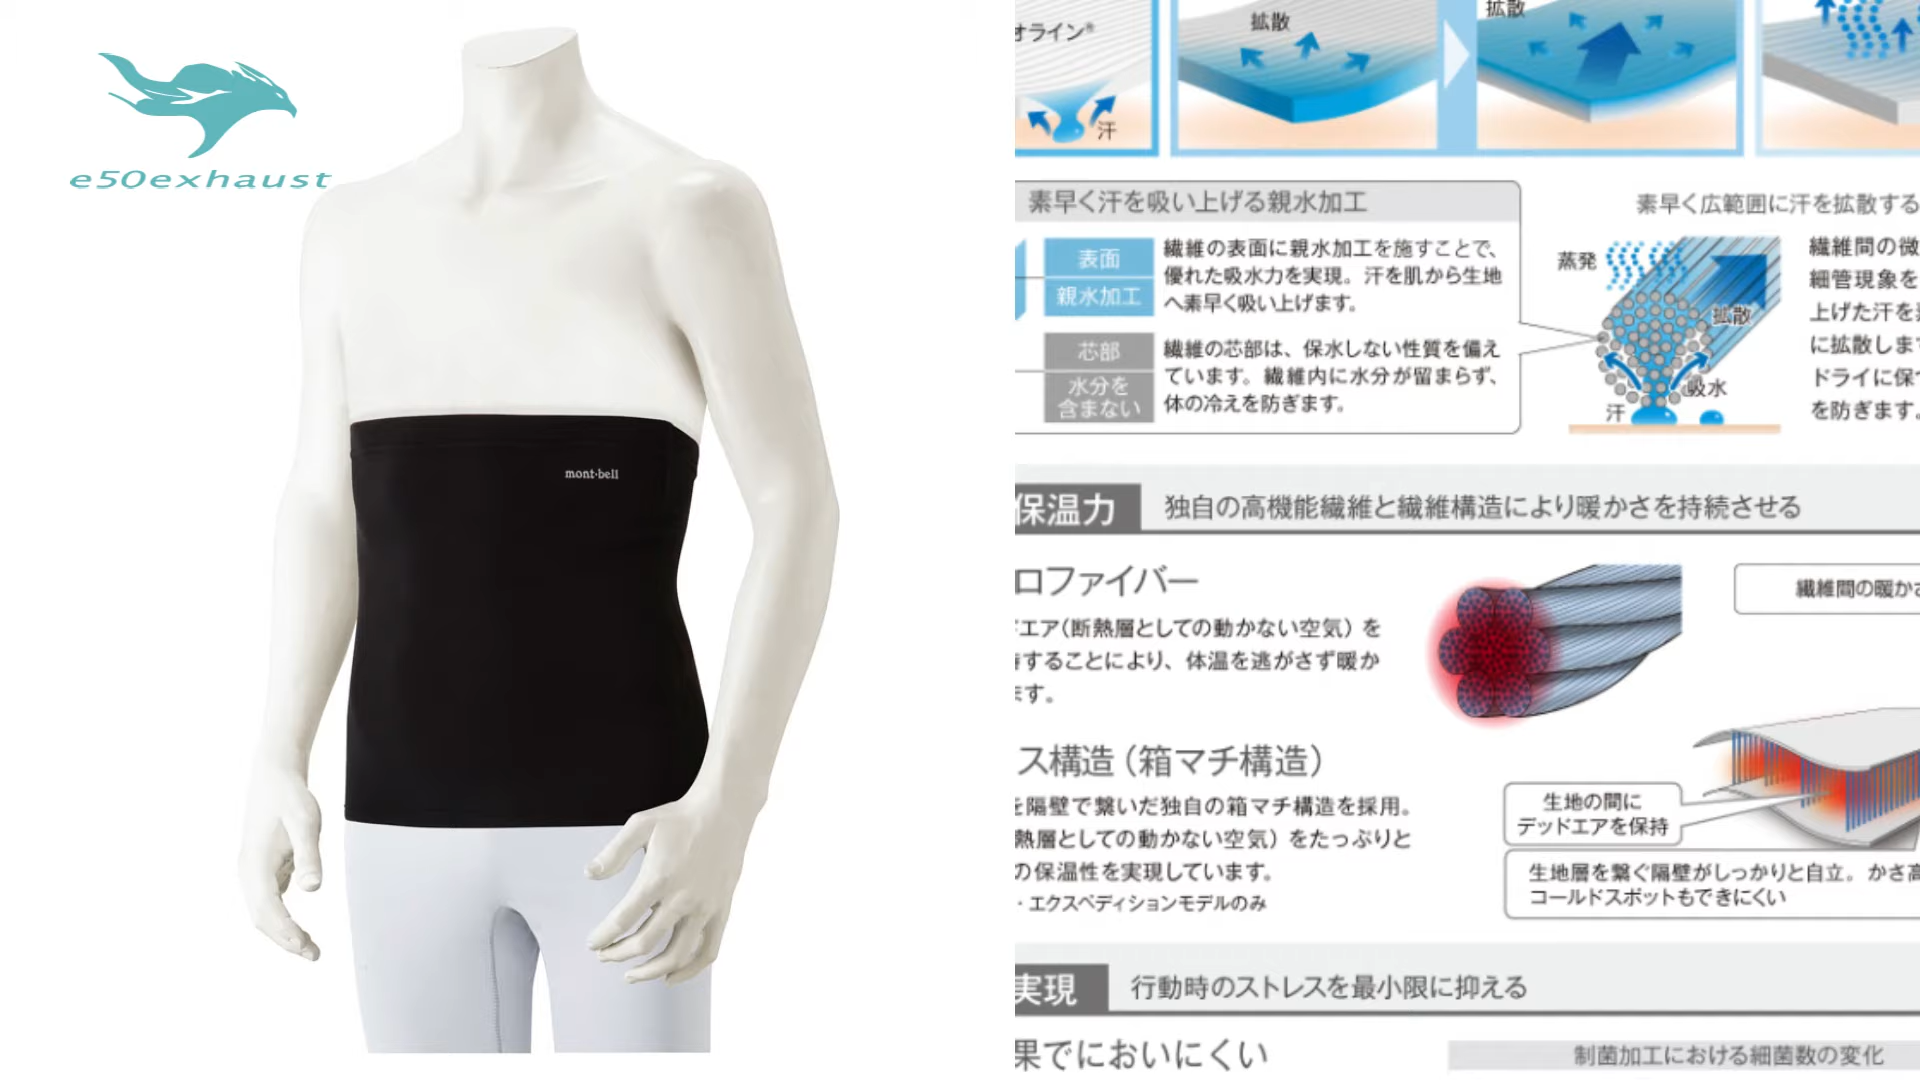 e50exhaust
mont-bell
オライン®
汗
拡散
拡散
素早く汗を吸い上げる親水加工
表面
親水加工
繊維の表面に親水加工を施すことで、
優れた吸水力を実現。汗を肌から生地
へ素早く吸い上げます。
芯部
水分を
含まない
繊維の芯部は、保水しない性質を備え
ています。繊維内に水分が留まらず、
体の冷えを防ぎます。
素早く広範囲に汗を拡散する
蒸発
拡散
吸水
汗
繊維間の微
細管現象を
上げた汗を
に拡散しま
ドライに保
を防ぎます。
保温力
独自の高機能繊維と繊維構造により暖かさを持続させる
ロファイバー
エア(断熱層としての動かない空気)を
することにより、体温を逃がさず暖か
ます。
繊維間の暖か
ス構造(箱マチ構造)
を隔壁で繋いだ独自の箱マチ構造を採用。
熱層としての動かない空気)をたっぷりと
の保温性を実現しています。
・エクスペディションモデルのみ
生地の間に
デッドエアを保持
生地層を繋ぐ隔壁がしっかりと自立。かさ高
コールドスポットもできにくい
実現
行動時のストレスを最小限に抑える
果でにおいにくい
制菌加工における細菌数の変化